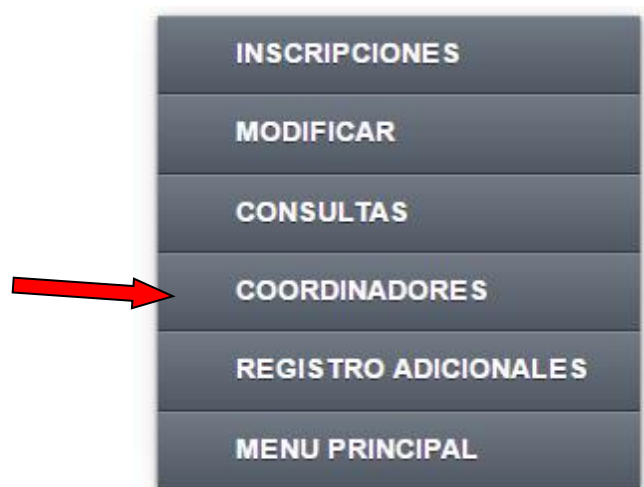 INSCRIPCIONES
MODIFICAR
CONSULTAS
COORDINADORES
REGISTRO ADICIONALES
MENU PRINCIPAL